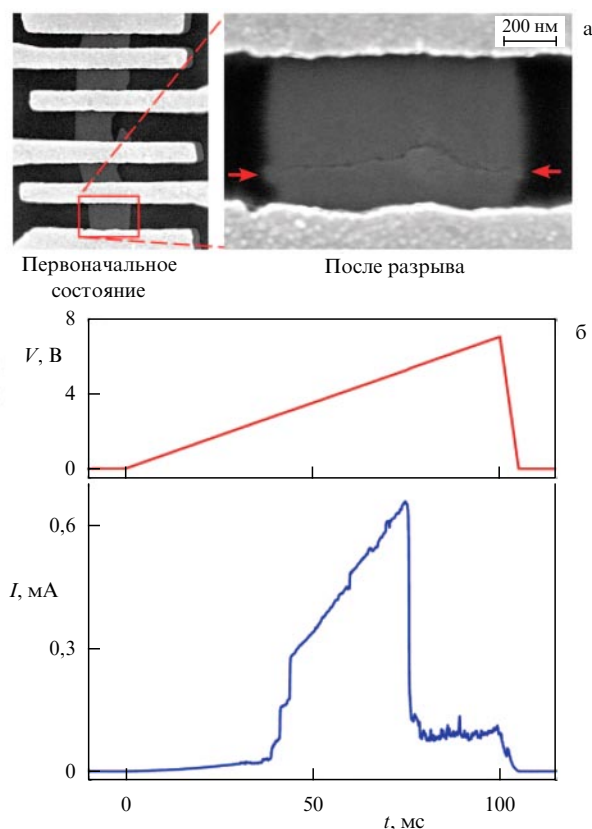 200 нм
а
Первоначальное
состояние
После разрыва
б
V, В
8
4
0
I, мА
0,6
0,3
0
0
50
100
t, мс